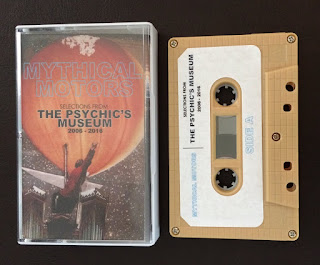 MYTHICAL
MOTORS
SELECTIONS FROM
THE PSYCHIC'S
MUSEUM
2006 - 2016
SELECTIONS FROM
THE PSYCHIC'S MUSEUM
2006 - 2016
MYTHICAL MOTORS
SIDE A